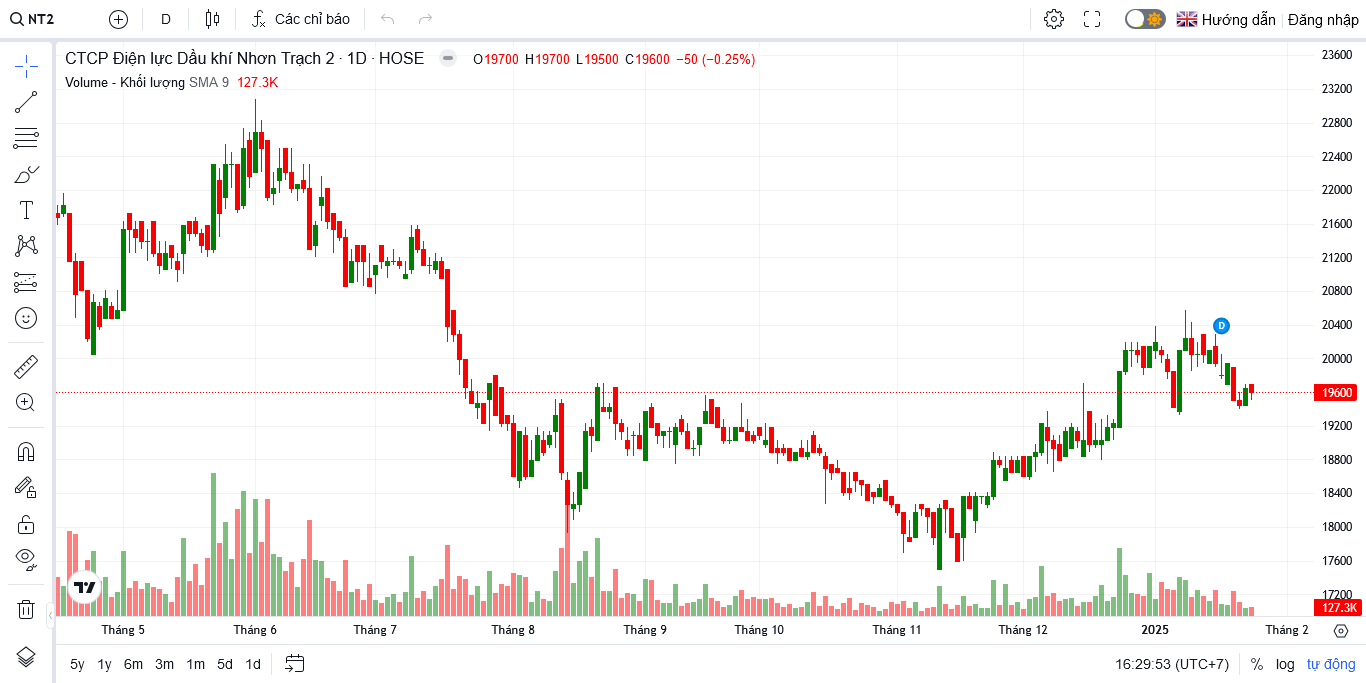 NT2 D Các chỉ báo Hướng dẫn Đăng nhập
CTCP Điện lực Dầu khí Nhơn Trạch 2 · 1D · HOSE O19700 H19700 L19500 C19600 −50 (−0.25%)
Volume - Khối lượng SMA 9 127.3K
23600
23200
22800
22400
22000
21600
21200
20800
20400
D
20000
19600
19200
18800
18400
18000
17600
17200
127.3K
Tháng 5 Tháng 6 Tháng 7 Tháng 8 Tháng 9 Tháng 10 Tháng 11 Tháng 12 2025 Tháng 2
5y 1y 6m 3m 1m 5d 1d 16:29:53 (UTC+7) % log tự động